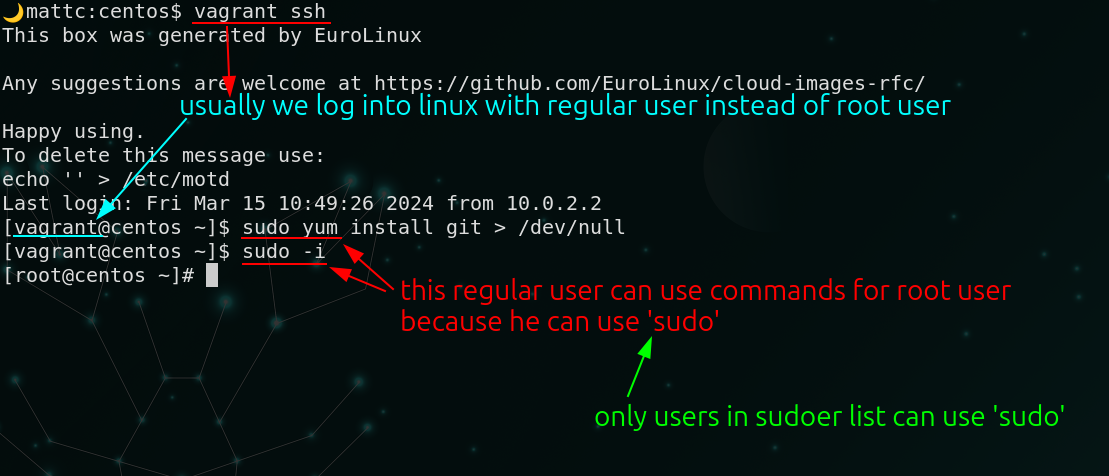 🌙mattc:centos$ vagrant ssh
This box was generated by EuroLinux
Any suggestions are welcome at https://github.com/EuroLinux/cloud-images-rfc/
usually we log into linux with regular user instead of root user
Happy using.
To delete this message use:
echo '' > /etc/motd
Last login: Fri Mar 15 10:49:26 2024 from 10.0.2.2
[vagrant@centos ~]$ sudo yum install git > /dev/null
[vagrant@centos ~]$ sudo -i
[root@centos ~]#
this regular user can use commands for root user
because he can use 'sudo'
only users in sudoer list can use 'sudo'